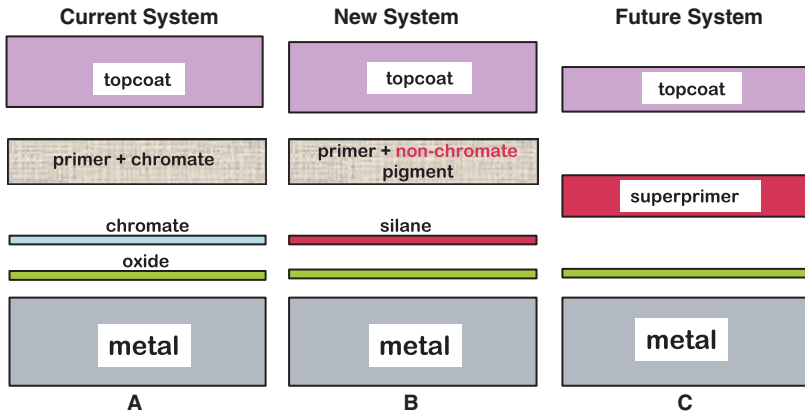 Current System
New System
Future System
topcoat
topcoat
topcoat
primer + chromate
primer + non-chromate
pigment
superprimer
chromate
silane
oxide
metal
metal
metal
A
B
C